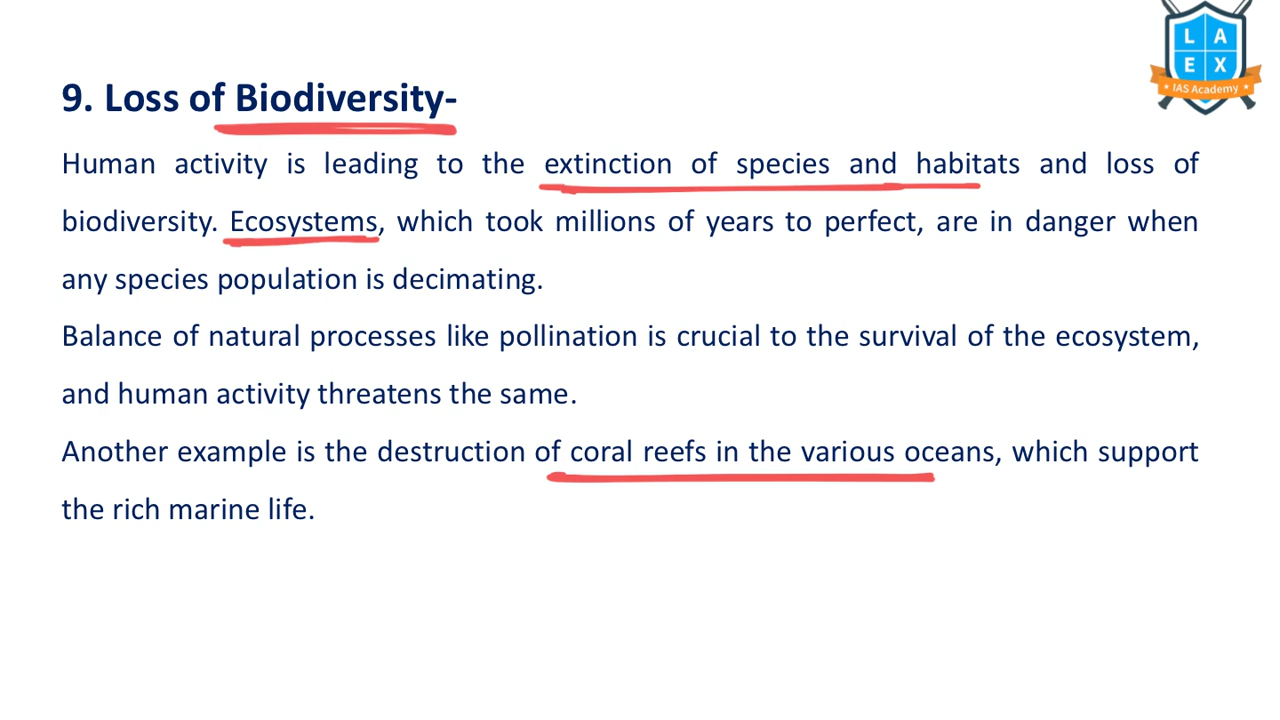 L A
E X
IAS Academy
9. Loss of Biodiversity-
Human activity is leading to the extinction of species and habitats and loss of
biodiversity. Ecosystems, which took millions of years to perfect, are in danger when
any species population is decimating.
Balance of natural processes like pollination is crucial to the survival of the ecosystem,
and human activity threatens the same.
Another example is the destruction of coral reefs in the various oceans, which support
the rich marine life.